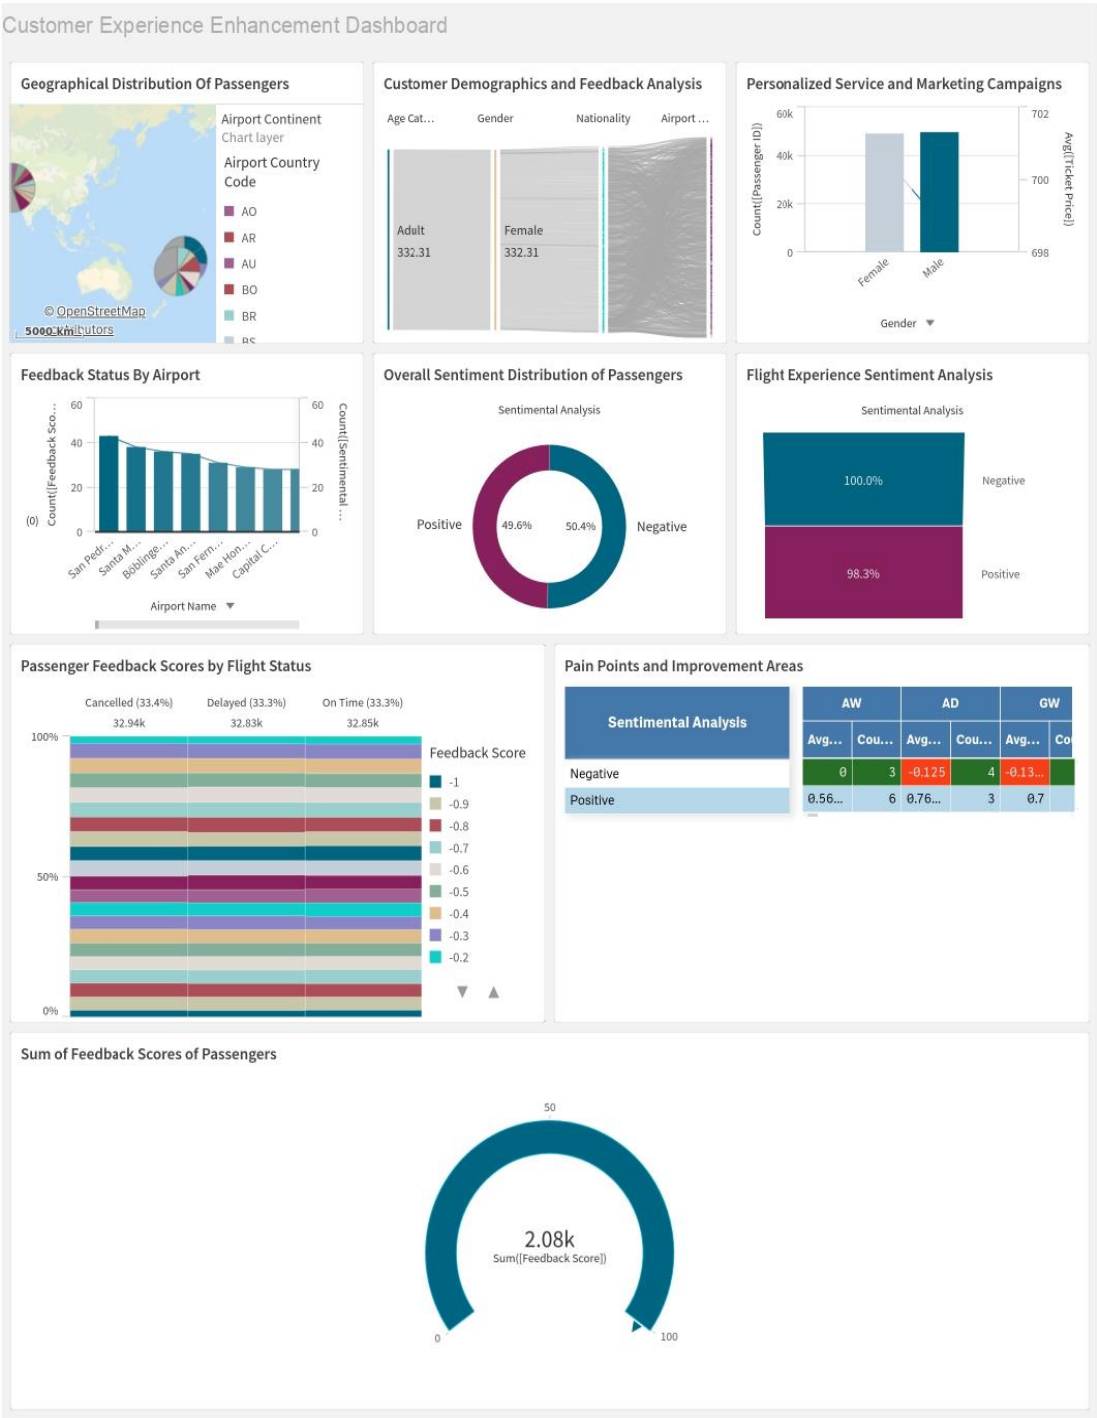 Customer Experience Enhancement Dashboard
Geographical Distribution Of Passengers
Airport Continent
Chart layer
Airport Country
Code
AO
AR
AU
BO
BR
BS
© OpenStreetMap
5000 km
Customer Demographics and Feedback Analysis
Age Cat... Gender Nationality Airport ...
Adult
332.31
Female
332.31
Personalized Service and Marketing Campaigns
Count([Passenger ID])
60k
40k
20k
0
702
700
698
Avg([Ticket Price])
Female
Male
Gender
Feedback Status By Airport
Count([Feedback Sco...
60
40
20
0
(0)
60
40
20
0
Count([Sentimental ...
San Pedr...
Santa M...
Böblinge...
Santa An...
San Fern...
Mae Hon...
Capital C...
Airport Name
Overall Sentiment Distribution of Passengers
Sentimental Analysis
Positive 49.6% 50.4% Negative
Flight Experience Sentiment Analysis
Sentimental Analysis
100.0% Negative
98.3% Positive
Passenger Feedback Scores by Flight Status
Cancelled (33.4%) Delayed (33.3%) On Time (33.3%)
32.94k 32.83k 32.85k
100%
50%
0%
Feedback Score
-1
-0.9
-0.8
-0.7
-0.6
-0.5
-0.4
-0.3
-0.2
Pain Points and Improvement Areas
Sentimental Analysis AW AD GW
Avg... Cou... Avg... Cou... Avg... Co
Negative 0 3 -0.125 4 -0.13...
Positive 0.56... 6 0.76... 3 0.7
Sum of Feedback Scores of Passengers
50
2.08k
Sum([Feedback Score])
0 100